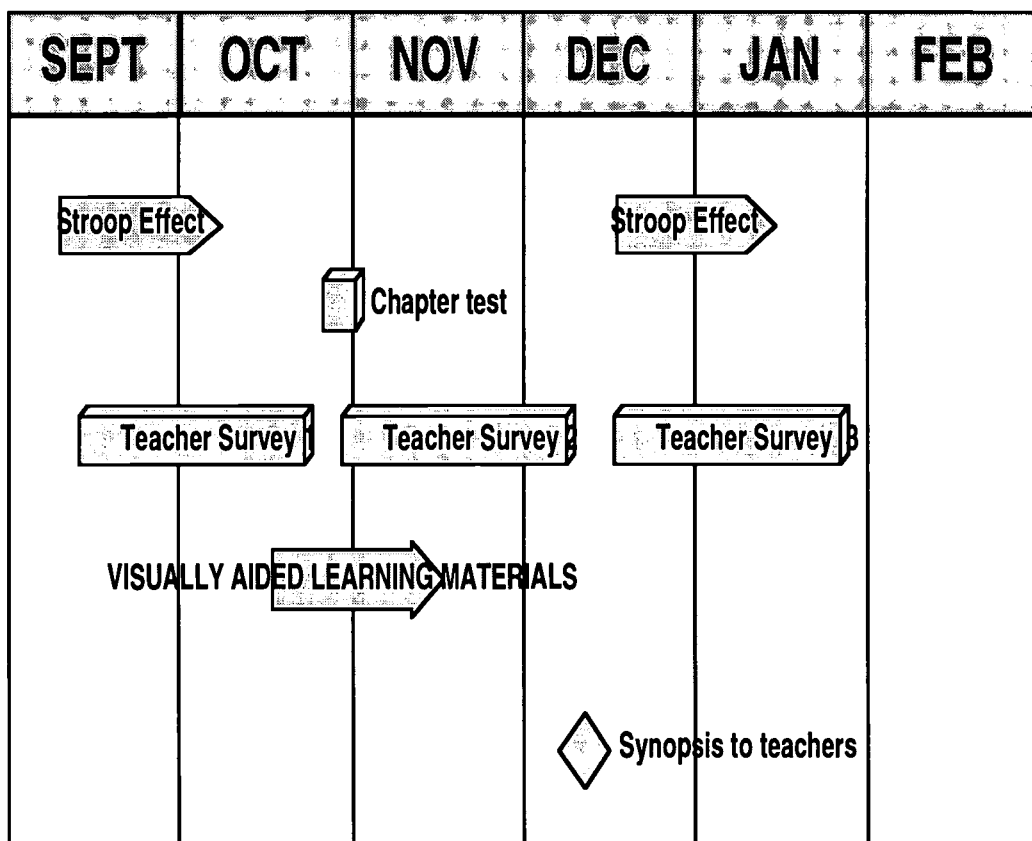 SEPT OCT NOV DEC JAN FEB
Stroop Effect Stroop Effect
Chapter test
Teacher Survey 1 Teacher Survey 2 Teacher Survey 3
VISUALLY AIDED LEARNING MATERIALS
Synopsis to teachers